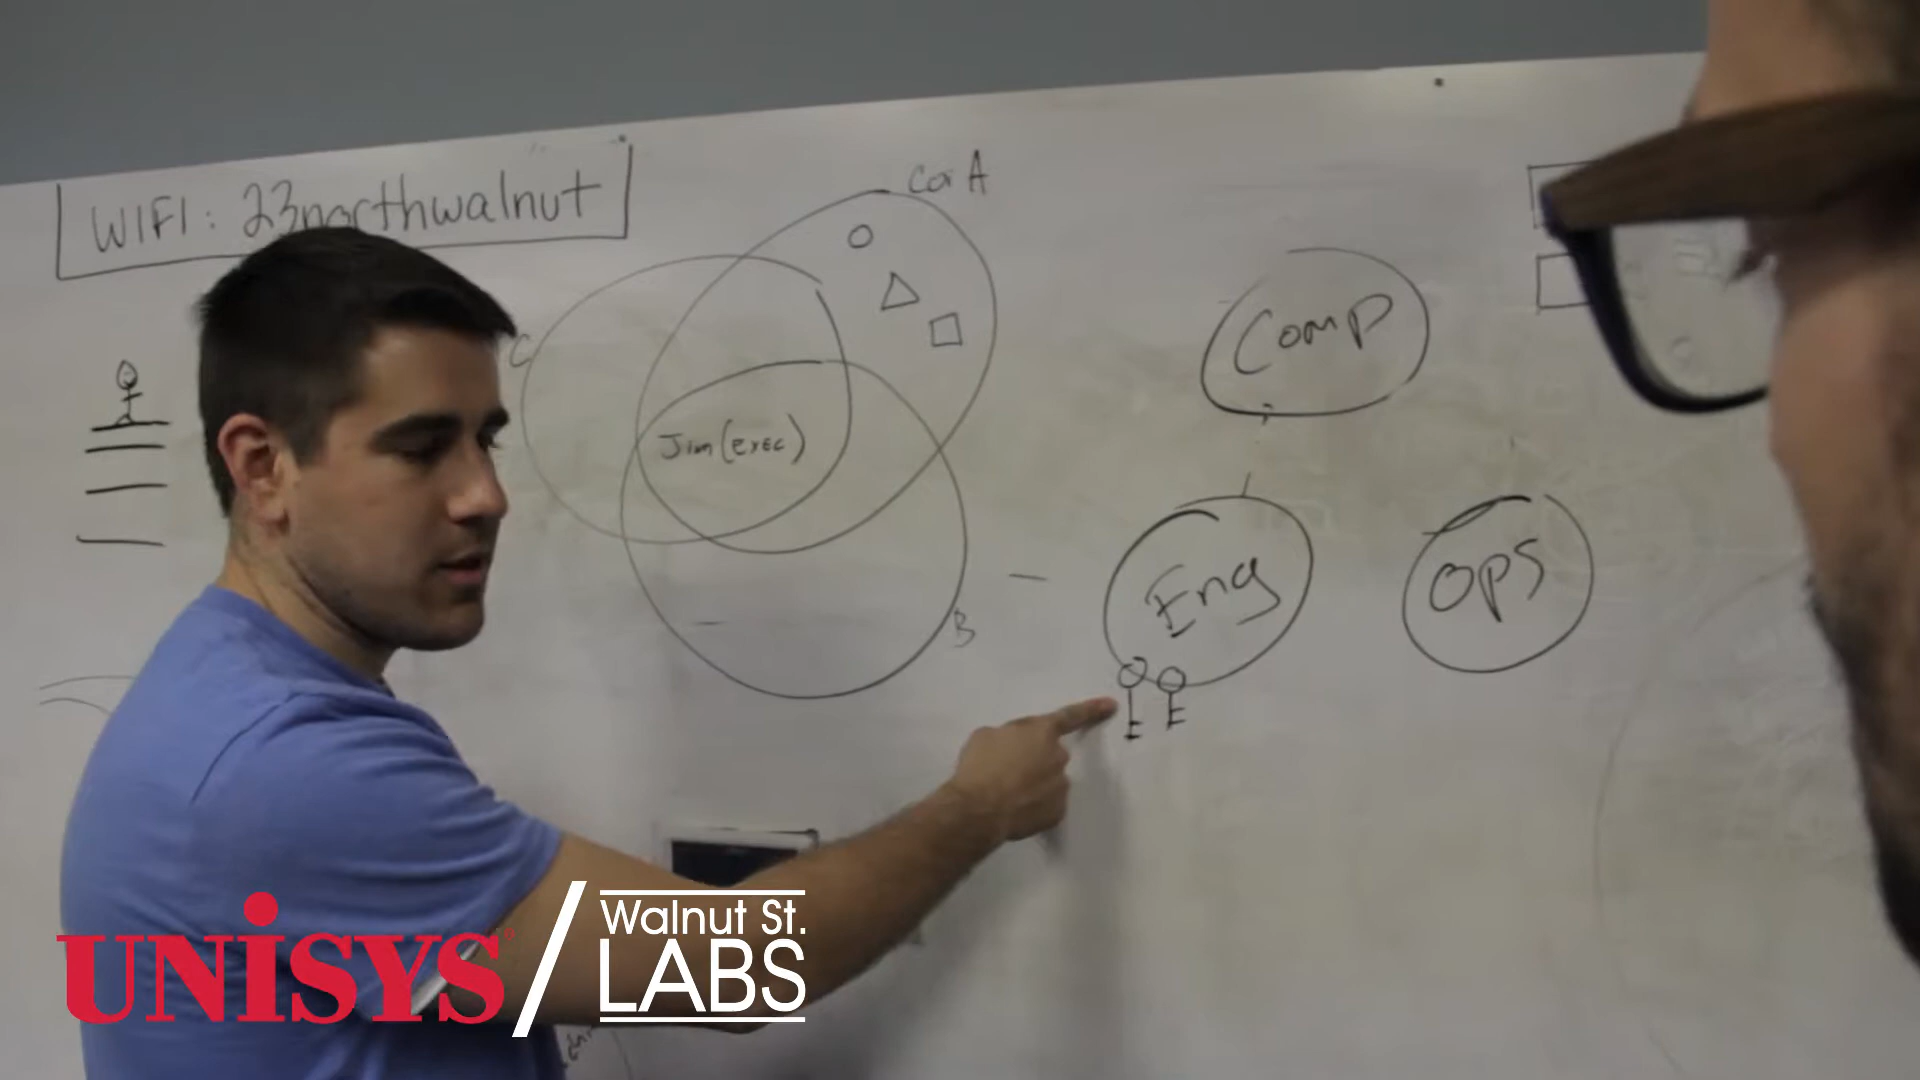 WIFI: 23northwalnut
Co: A
C
Jim (exec)
B
Comp
Eng
Ops
UNiSYS
Walnut St.
LABS